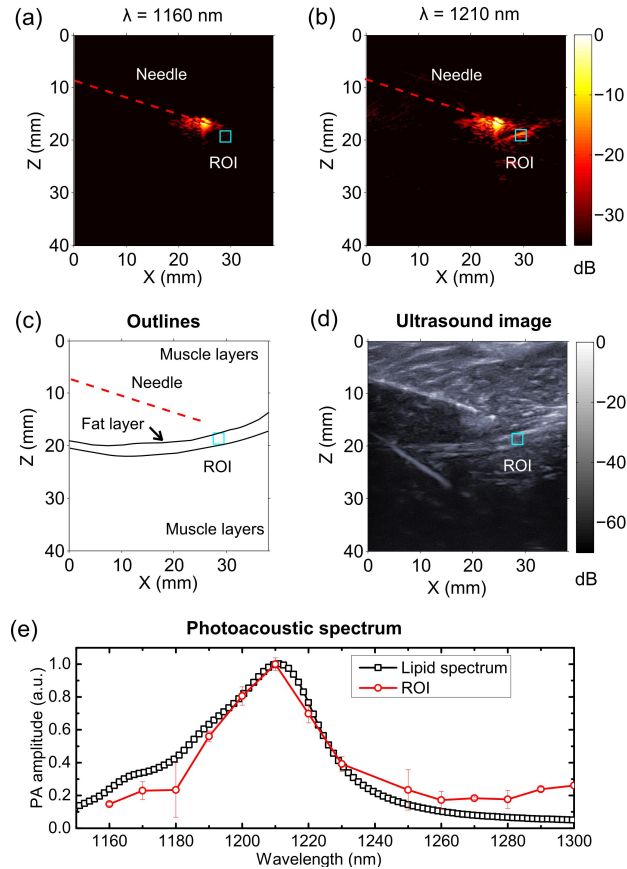 (a)
λ = 1160 nm
(b)
λ = 1210 nm
0
10
20
30
40
Z (mm)
Needle
ROI
0 10 20 30
X (mm)
0
10
20
30
40
Z (mm)
Needle
ROI
0 10 20 30
X (mm)
0
−10
−20
−30
dB
(c)
Outlines
(d)
Ultrasound image
0
10
20
30
40
Z (mm)
Muscle layers
Needle
Fat layer
ROI
Muscle layers
0 10 20 30
X (mm)
0
10
20
30
40
Z (mm)
ROI
0 10 20 30
X (mm)
0
−20
−40
−60
dB
(e)
Photoacoustic spectrum
PA amplitude (a.u.)
1.0
0.8
0.6
0.4
0.2
0.0
Lipid spectrum
ROI
1160 1180 1200 1220 1240 1260 1280 1300
Wavelength (nm)